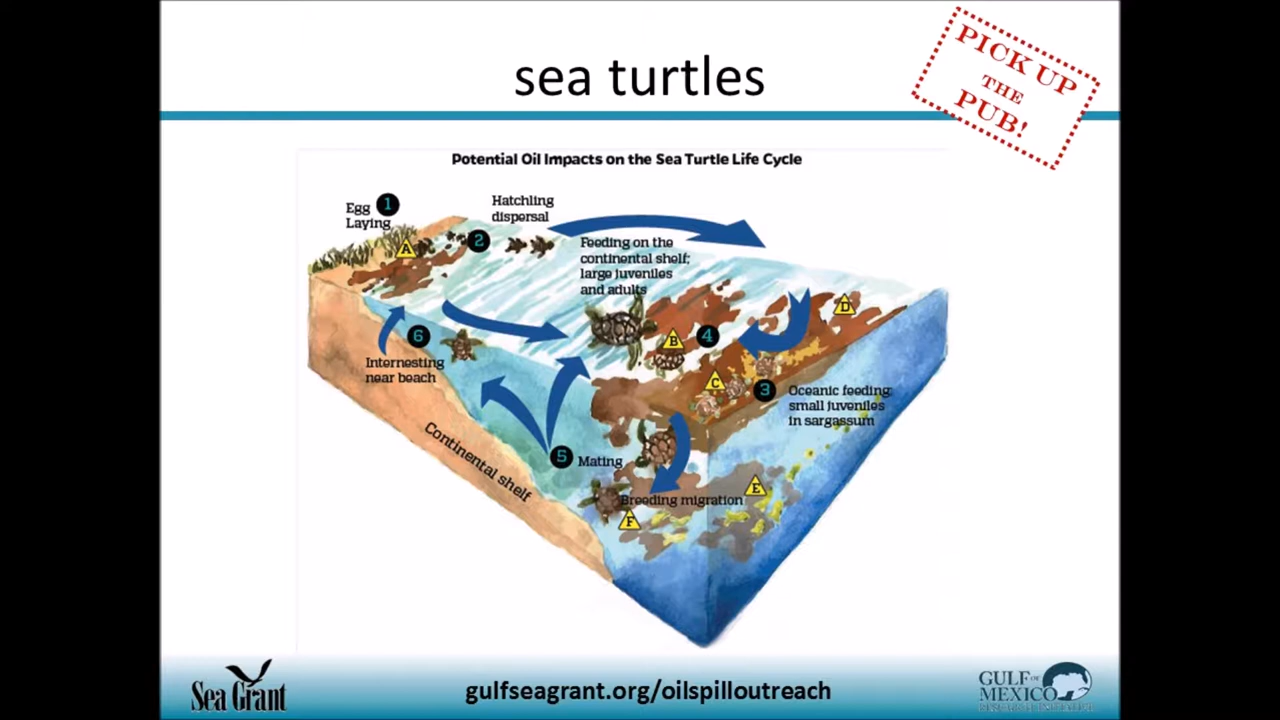 sea turtles
PICK UP
THE
PUB!
Potential Oil Impacts on the Sea Turtle Life Cycle
Egg 1
Laying
A
2
Hatchling
dispersal
Feeding on the
continental shelf;
large juveniles
and adults
D
B
4
6
Internesting
near beach
C
3
Oceanic feeding:
small juveniles
in sargassum
Continental shelf
5 Mating
Breeding migration
E
F
Sea Grant
gulfseagrant.org/oilspilloutreach
GULF OF
MEXICO
RESEARCH INITIATIVE